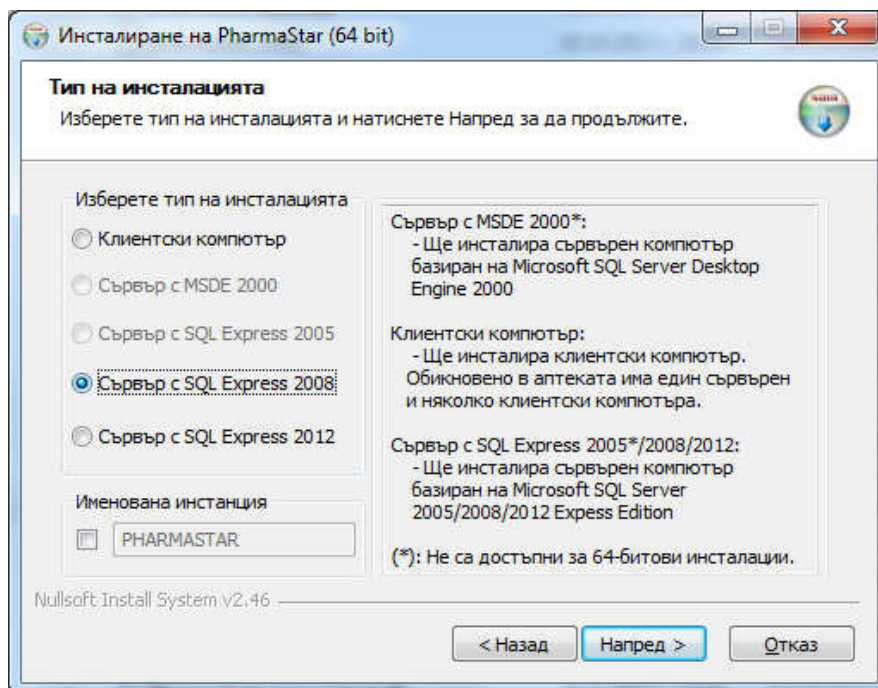 Инсталиране на PharmaStar (64 bit)
Тип на инсталацията
Изберете тип на инсталацията и натиснете Напред за да продължите.
Изберете тип на инсталацията
Клиентски компютър
Сървър с MSDE 2000
Сървър с SQL Express 2005
Сървър с SQL Express 2008
Сървър с SQL Express 2012
Именована инстанция
PHARMASTAR
Сървър с MSDE 2000*:
- Ще инсталира сървърен компютър
базиран на Microsoft SQL Server Desktop
Engine 2000
Клиентски компютър:
- Ще инсталира клиентски компютър.
Обикновено в аптеката има един сървърен
и няколко клиентски компютъра.
Сървър с SQL Express 2005*/2008/2012:
- Ще инсталира сървърен компютър
базиран на Microsoft SQL Server
2005/2008/2012 Expess Edition
(*): Не са достъпни за 64-битови инсталации.
Nullsoft Install System v2.46
< Назад
Напред >
Отказ